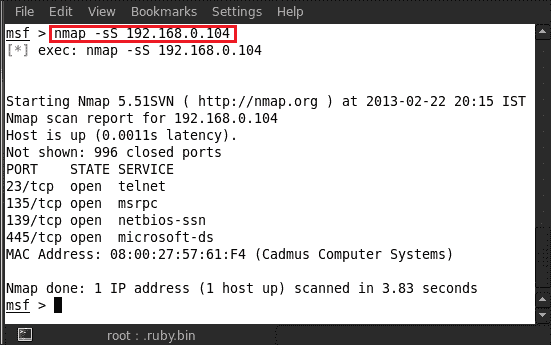 File Edit View Bookmarks Settings Help
msf > nmap -sS 192.168.0.104
[*] exec: nmap -sS 192.168.0.104
Starting Nmap 5.51SVN ( http://nmap.org ) at 2013-02-22 20:15 IST
Nmap scan report for 192.168.0.104
Host is up (0.0011s latency).
Not shown: 996 closed ports
PORT    STATE SERVICE
23/tcp  open  telnet
135/tcp open  msrpc
139/tcp open  netbios-ssn
445/tcp open  microsoft-ds
MAC Address: 08:00:27:57:61:F4 (Cadmus Computer Systems)
Nmap done: 1 IP address (1 host up) scanned in 3.83 seconds
msf >
root : .ruby.bin